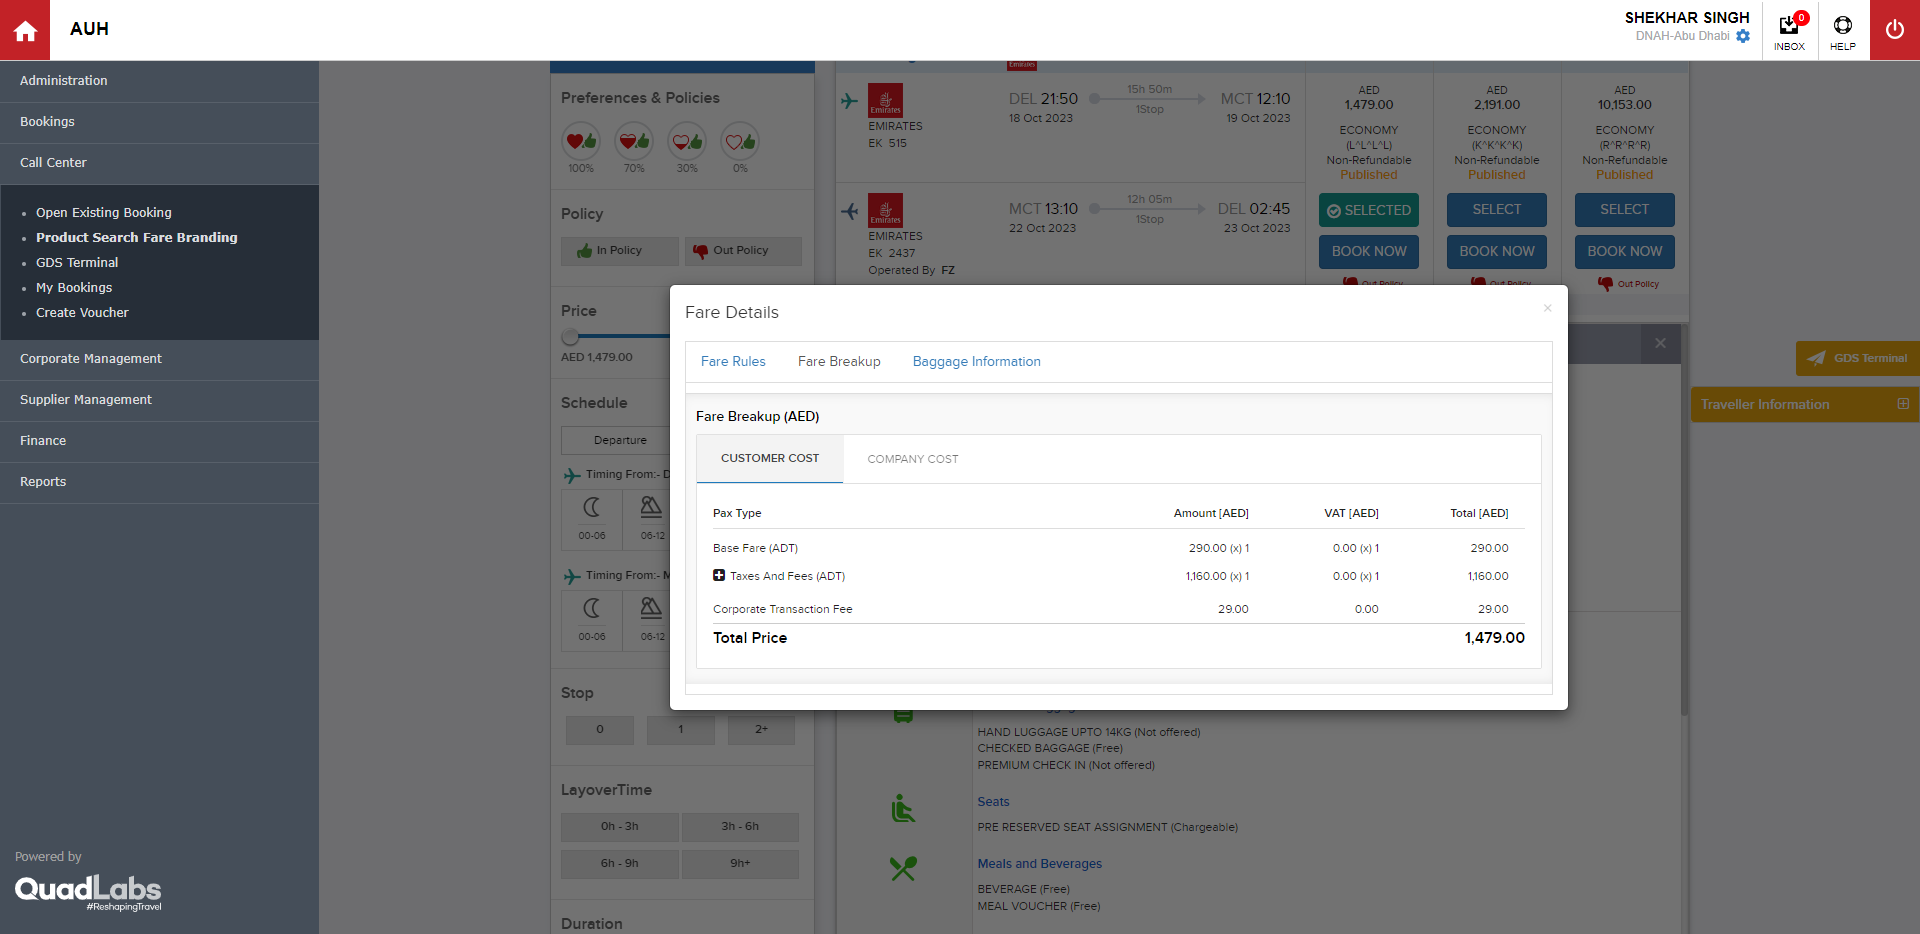 AUH
SHEKHAR SINGH
DNAH-Abu Dhabi
0
INBOX
HELP
Administration
Bookings
Call Center
Open Existing Booking
Product Search Fare Branding
GDS Terminal
My Bookings
Create Voucher
Corporate Management
Supplier Management
Finance
Reports
Powered by
QuadLabs
#ReshapingTravel
Preferences & Policies
100% 70% 30% 0%
Policy
In Policy Out Policy
Price
AED 1,479.00
Schedule
Departure
Timing From:- D
00-06 06-12
Timing From:- M
00-06 06-12
Stop
0 1 2+
LayoverTime
0h - 3h 3h - 6h
6h - 9h 9h+
Duration
Emirates
Emirates
EMIRATES
EK 515
DEL 21:50
18 Oct 2023
15h 50m
1Stop
MCT 12:10
19 Oct 2023
Emirates
EMIRATES
EK 2437
Operated By FZ
MCT 13:10
22 Oct 2023
12h 05m
1Stop
DEL 02:45
23 Oct 2023
AED
1,479.00
ECONOMY
(L^L^L^L)
Non-Refundable
Published
SELECTED
BOOK NOW
Out Policy
AED
2,191.00
ECONOMY
(K^K^K^K)
Non-Refundable
Published
SELECT
BOOK NOW
Out Policy
AED
10,153.00
ECONOMY
(R^R^R^R)
Non-Refundable
Published
SELECT
BOOK NOW
Out Policy
GDS Terminal
Traveller Information
Fare Details
×
Fare Rules Fare Breakup Baggage Information
Fare Breakup (AED)
CUSTOMER COST COMPANY COST
Pax Type Amount [AED] VAT [AED] Total [AED]
Base Fare (ADT) 290.00 (x) 1 0.00 (x) 1 290.00
Taxes And Fees (ADT) 1,160.00 (x) 1 0.00 (x) 1 1,160.00
Corporate Transaction Fee 29.00 0.00 29.00
Total Price 1,479.00
HAND LUGGAGE UPTO 14KG (Not offered)
CHECKED BAGGAGE (Free)
PREMIUM CHECK IN (Not offered)
Seats
PRE RESERVED SEAT ASSIGNMENT (Chargeable)
Meals and Beverages
BEVERAGE (Free)
MEAL VOUCHER (Free)